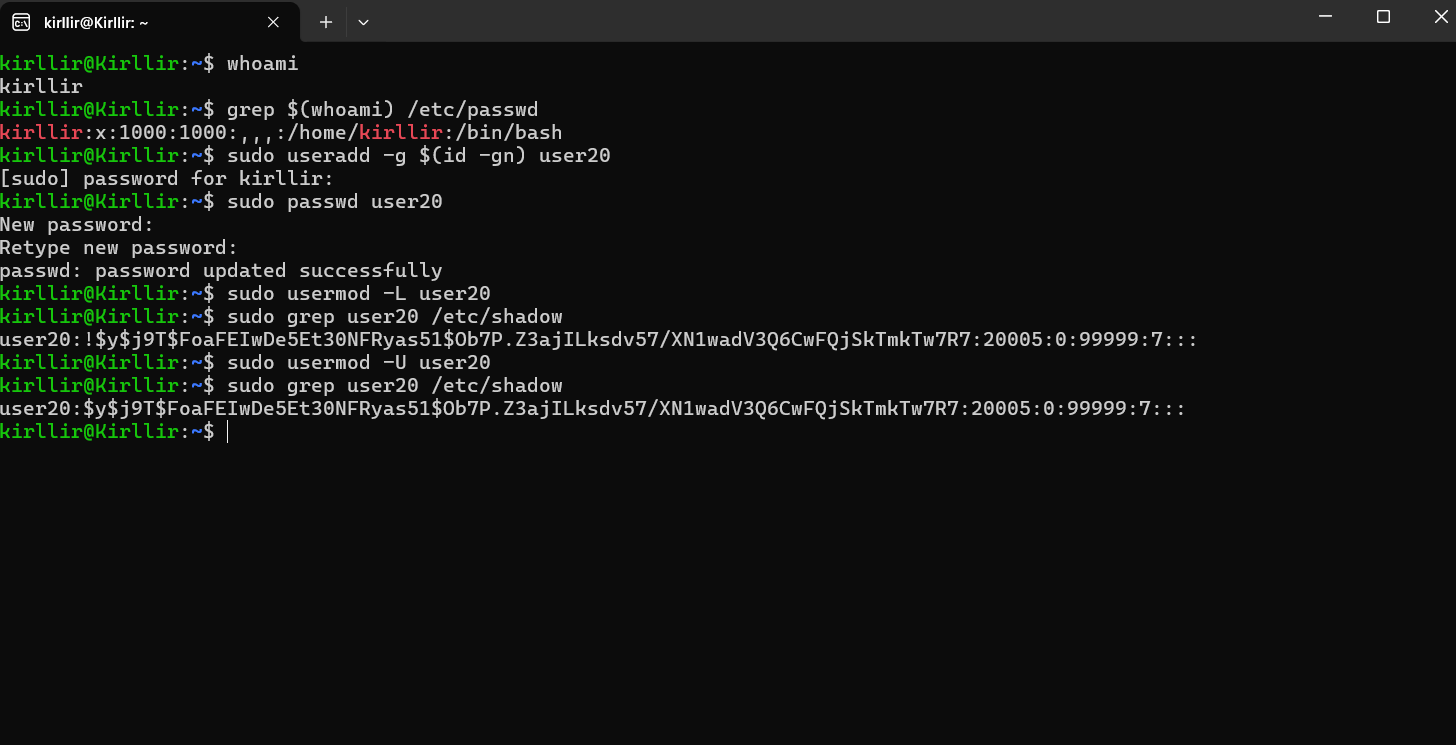 kirllir@Kirllir: ~
kirllir@Kirllir:~$ whoami
kirllir
kirllir@Kirllir:~$ grep $(whoami) /etc/passwd
kirllir:x:1000:1000:,,,:/home/kirllir:/bin/bash
kirllir@Kirllir:~$ sudo useradd -g $(id -gn) user20
[sudo] password for kirllir:
kirllir@Kirllir:~$ sudo passwd user20
New password:
Retype new password:
passwd: password updated successfully
kirllir@Kirllir:~$ sudo usermod -L user20
kirllir@Kirllir:~$ sudo grep user20 /etc/shadow
user20:!$y$j9T$FoaFEIwDe5Et30NFRyas51$Ob7P.Z3ajILksdv57/XN1wadV3Q6CwFQjSkTmkTw7R7:20005:0:99999:7:::
kirllir@Kirllir:~$ sudo usermod -U user20
kirllir@Kirllir:~$ sudo grep user20 /etc/shadow
user20:$y$j9T$FoaFEIwDe5Et30NFRyas51$Ob7P.Z3ajILksdv57/XN1wadV3Q6CwFQjSkTmkTw7R7:20005:0:99999:7:::
kirllir@Kirllir:~$